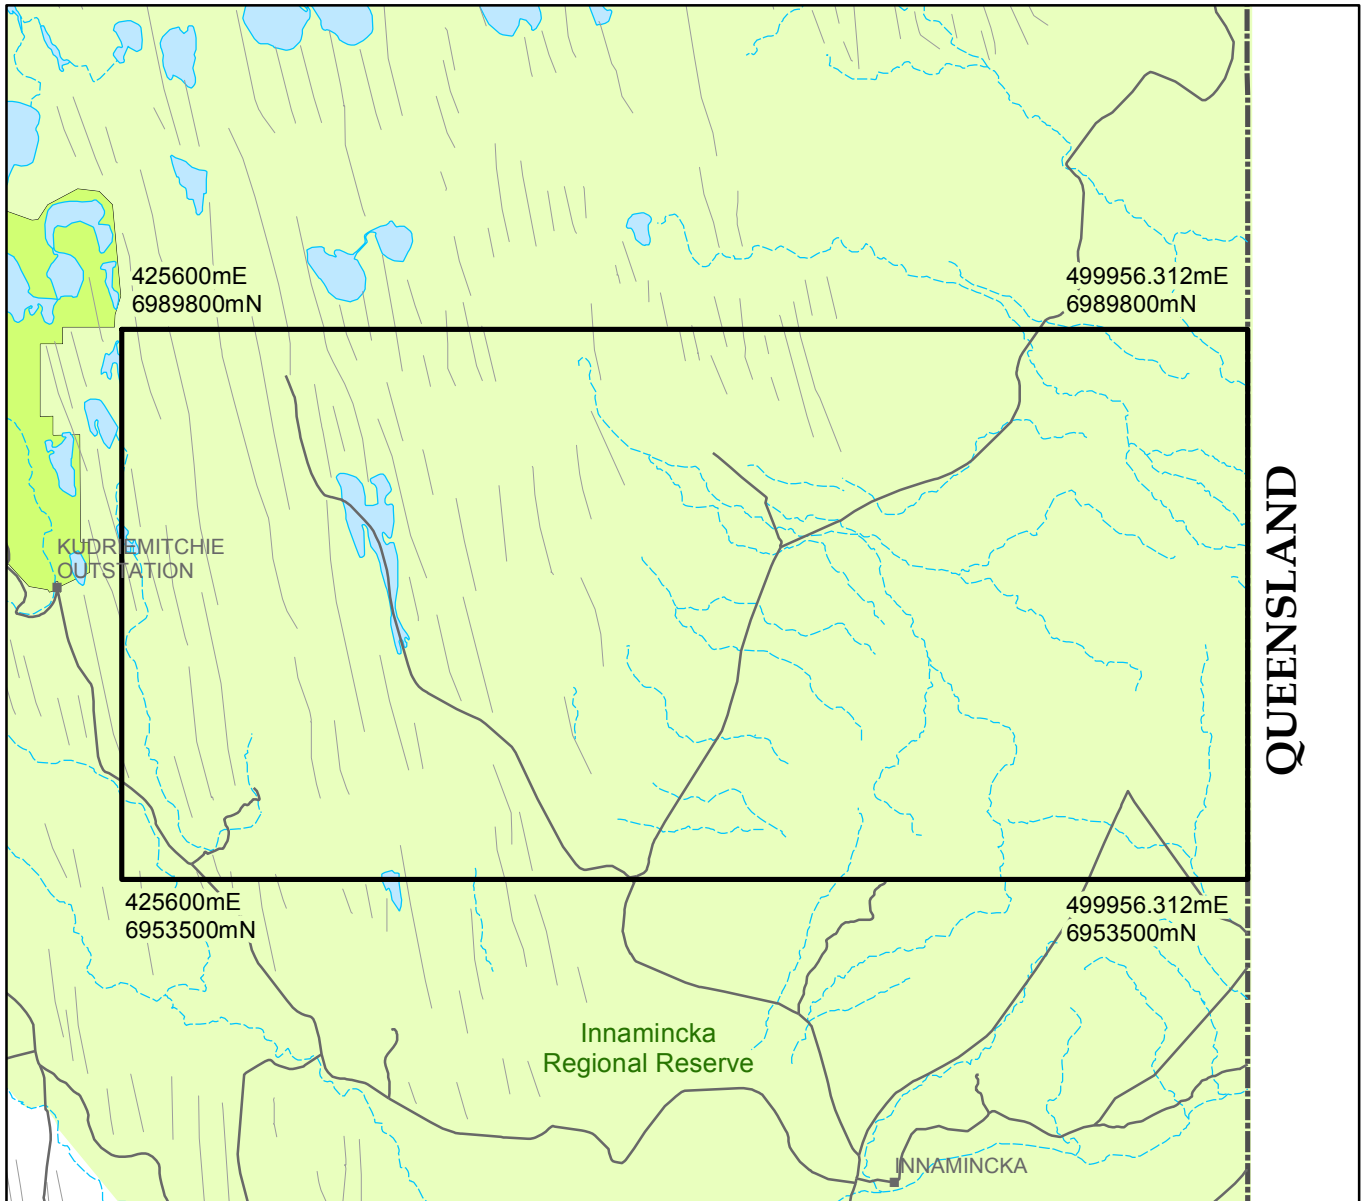 425600mE
6989800mN
499956.312mE
6989800mN
KUDRIEMITCHIE
OUTSTATION
QUEENSLAND
425600mE
6953500mN
499956.312mE
6953500mN
Innamincka
Regional Reserve
INNAMINCKA